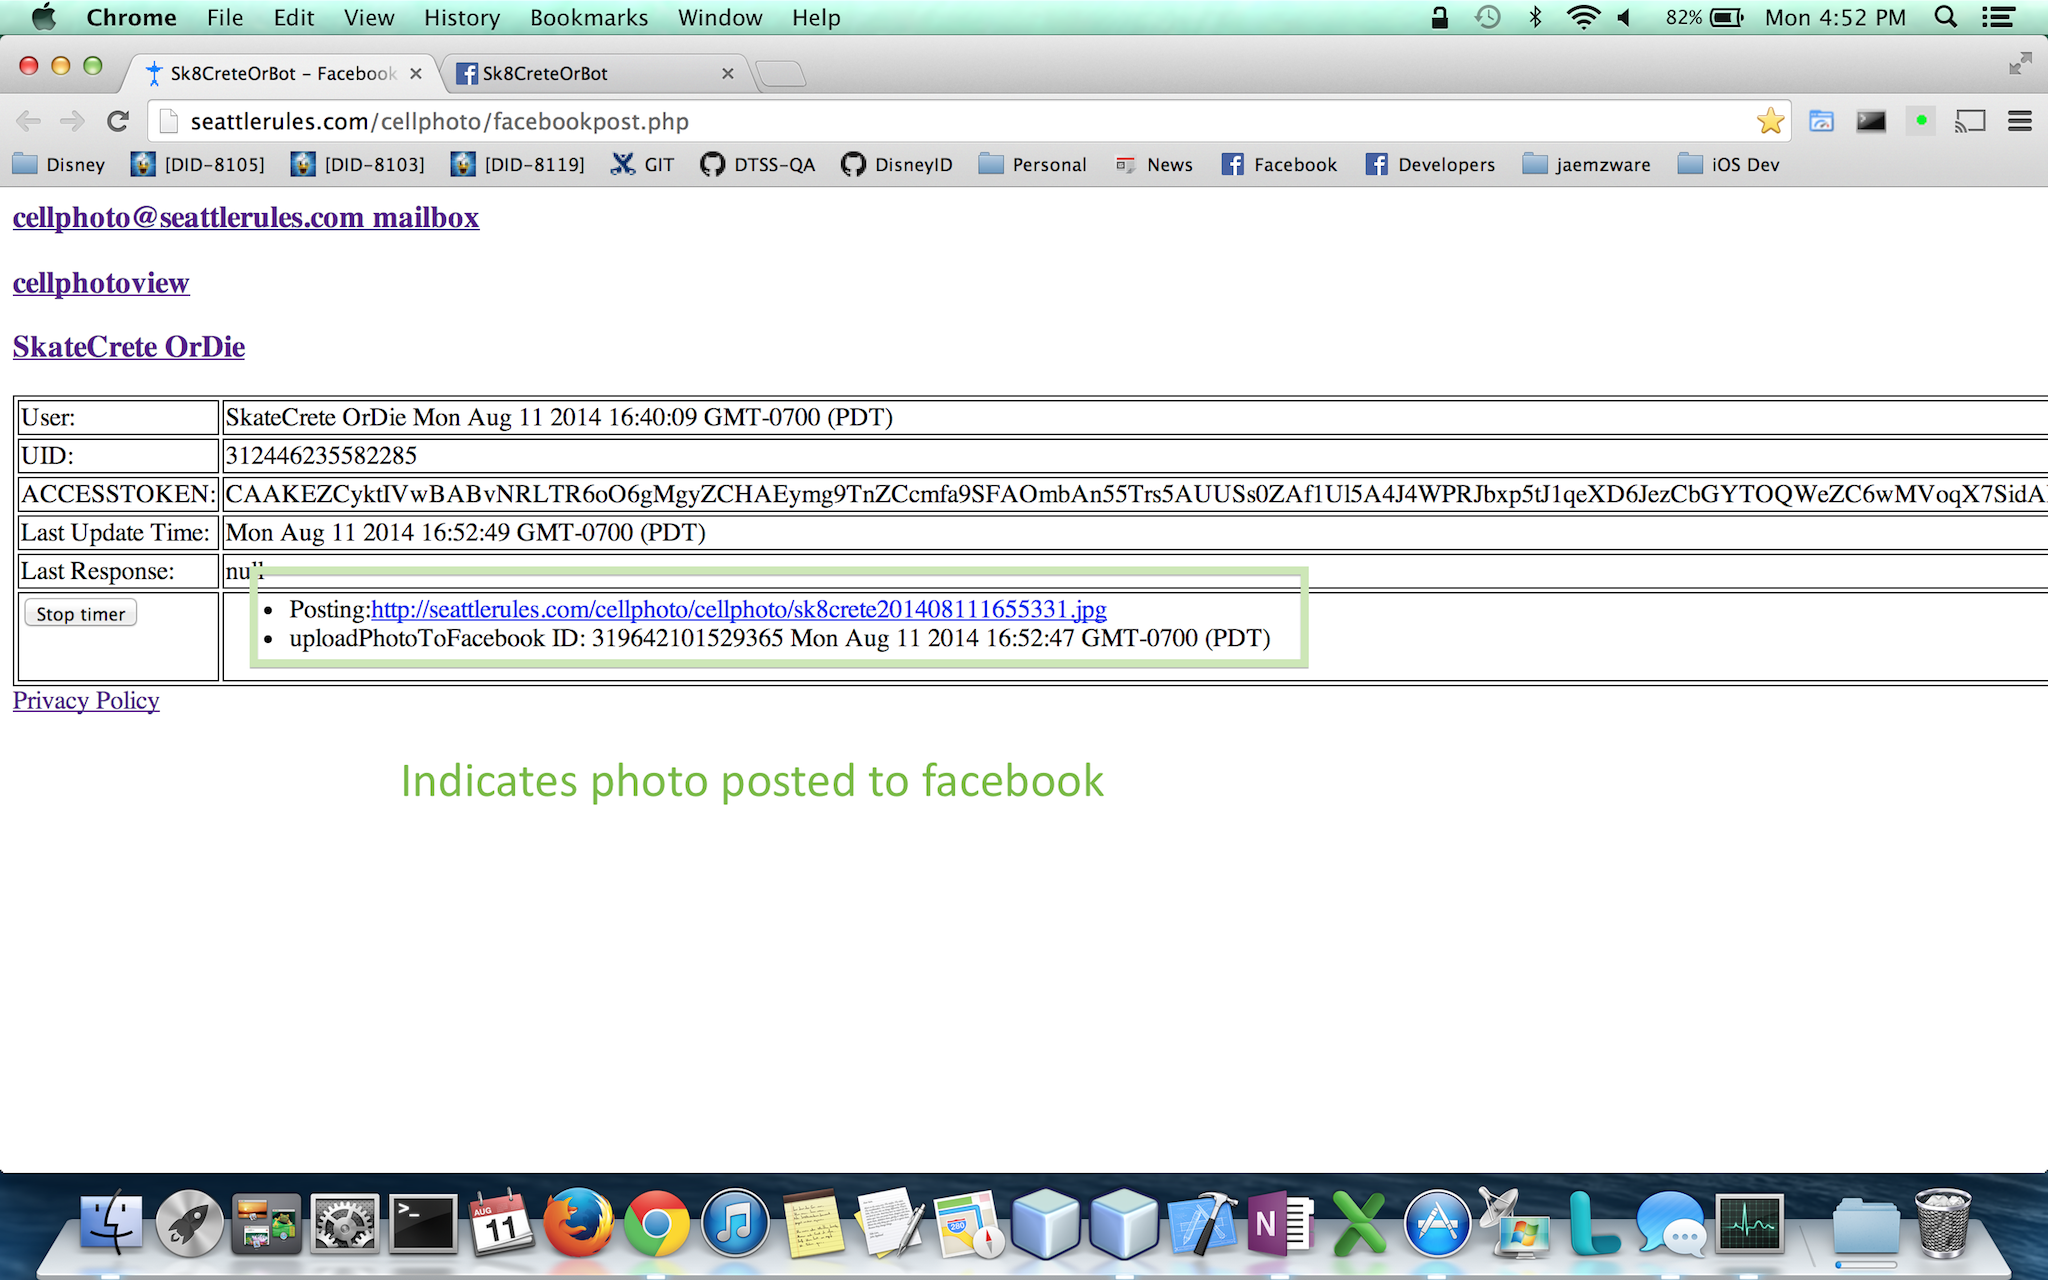 Chrome File Edit View History Bookmarks Window Help 82% Mon 4:52 PM
Sk8CreteOrBot – Facebook Sk8CreteOrBot
seattlerules.com/cellphoto/facebookpost.php
Disney [DID-8105] [DID-8103] [DID-8119] GIT DTSS-QA DisneyID Personal News Facebook Developers jaemzware iOS Dev
cellphoto@seattlerules.com mailbox
cellphotoview
SkateCrete OrDie
User: SkateCrete OrDie Mon Aug 11 2014 16:40:09 GMT-0700 (PDT)
UID: 312446235582285
ACCESSTOKEN: CAAKEZCyktIVwBABvNRLTR6oO6gMgyZCHAEymg9TnZCcmfa9SFAOmbAn55Trs5AUUSs0ZAf1Ul5A4J4WPRJbxp5tJ1qeXD6JezCbGYTOQWeZC6wMVoqX7SidA
Last Update Time: Mon Aug 11 2014 16:52:49 GMT-0700 (PDT)
Last Response: null
Stop timer
Posting:http://seattlerules.com/cellphoto/cellphoto/sk8crete201408111655331.jpg
uploadPhotoToFacebook ID: 319642101529365 Mon Aug 11 2014 16:52:47 GMT-0700 (PDT)
Privacy Policy
Indicates photo posted to facebook
AUG
11
280
N